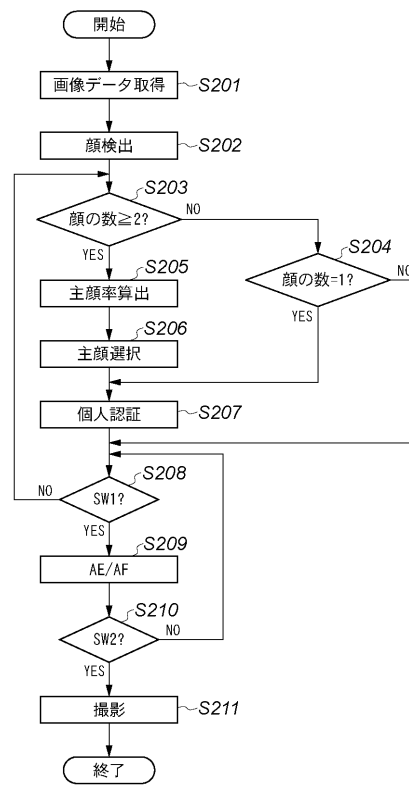 開始
画像データ取得 S201
顔検出 S202
S203
顔の数≧2?
NO
YES
S204
顔の数=1?
NO
YES
S205
主顔率算出
S206
主顔選択
個人認証 S207
S208
SW1?
NO
YES
S209
AE/AF
S210
SW2?
NO
YES
撮影 S211
終了